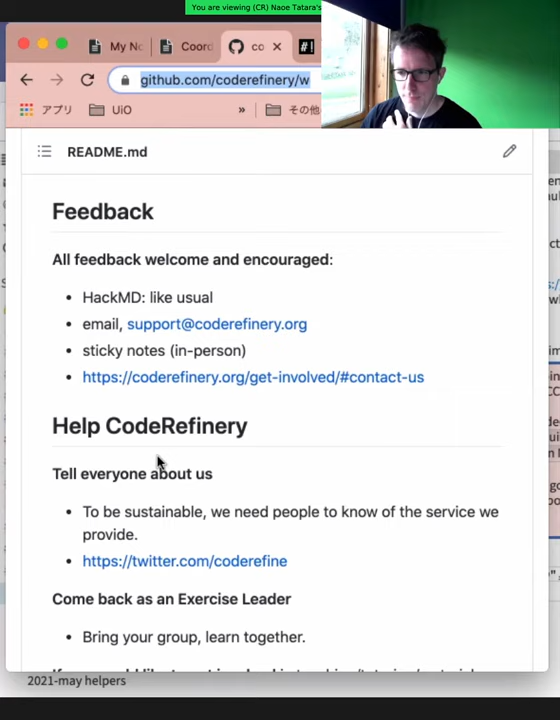 You are viewing (CR) Naoe Tatara's
My No
Coord
co
github.com/coderefinery/w
アプリ
UiO
»
その他
README.md
Feedback
All feedback welcome and encouraged:
HackMD: like usual
email, support@coderefinery.org
sticky notes (in-person)
https://coderefinery.org/get-involved/#contact-us
Help CodeRefinery
Tell everyone about us
To be sustainable, we need people to know of the service we
provide.
https://twitter.com/coderefine
Come back as an Exercise Leader
Bring your group, learn together.
2021-may helpers